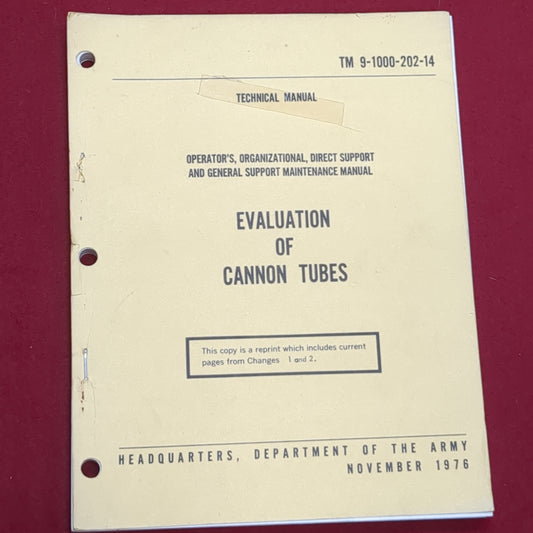 TM 9-1000-202-14
TECHNICAL MANUAL
OPERATOR'S, ORGANIZATIONAL, DIRECT SUPPORT
AND GENERAL SUPPORT MAINTENANCE MANUAL
EVALUATION
OF
CANNON TUBES
This copy is a reprint which includes current
pages from Changes 1 and 2.
HEADQUARTERS, DEPARTMENT OF THE ARMY
NOVEMBER 1976